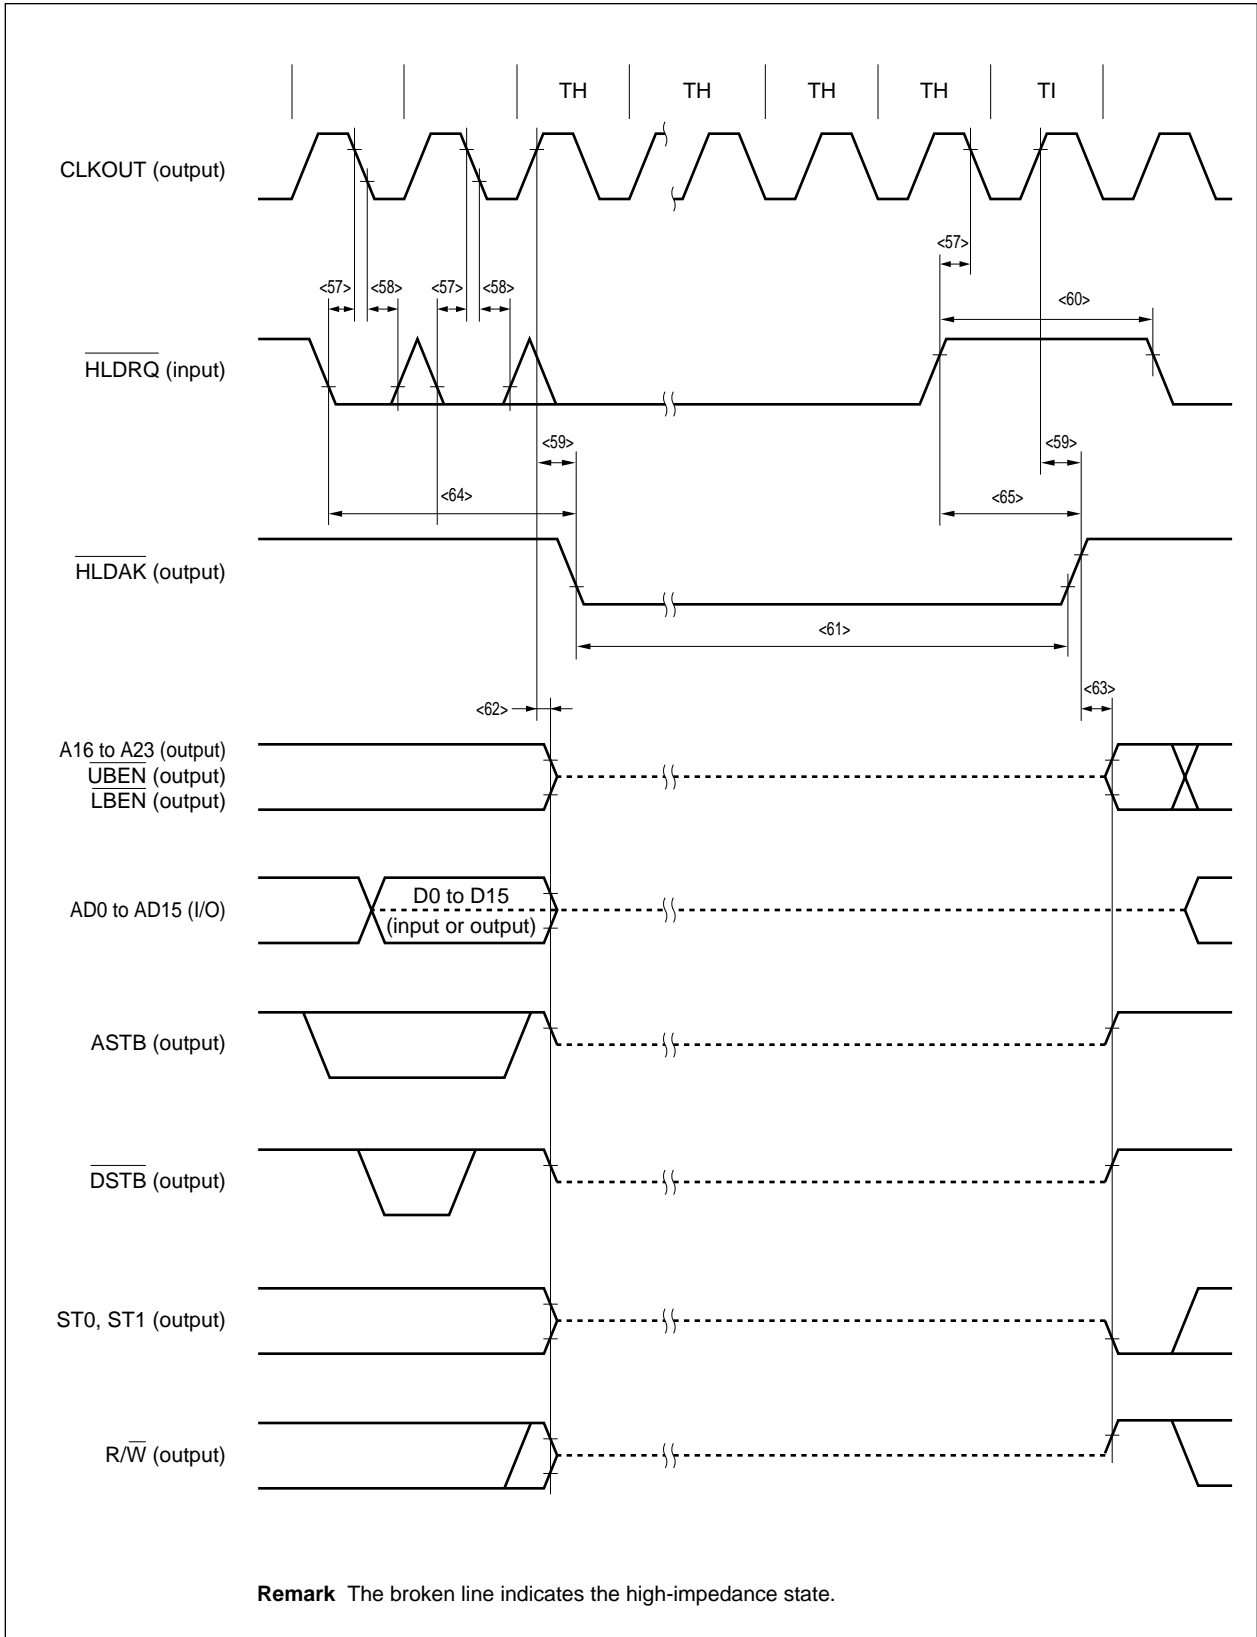 TH TH TH TH TI
CLKOUT (output)
<57>
<57> <58> <57> <58>
<60>
HLDRQ (input)
<59> <59>
<64> <65>
HLDAK (output)
<61>
<63>
<62>
A16 to A23 (output)
UBEN (output)
LBEN (output)
D0 to D15
AD0 to AD15 (I/O)
(input or output)
ASTB (output)
DSTB (output)
ST0, ST1 (output)
R/W (output)
Remark The broken line indicates the high-impedance state.